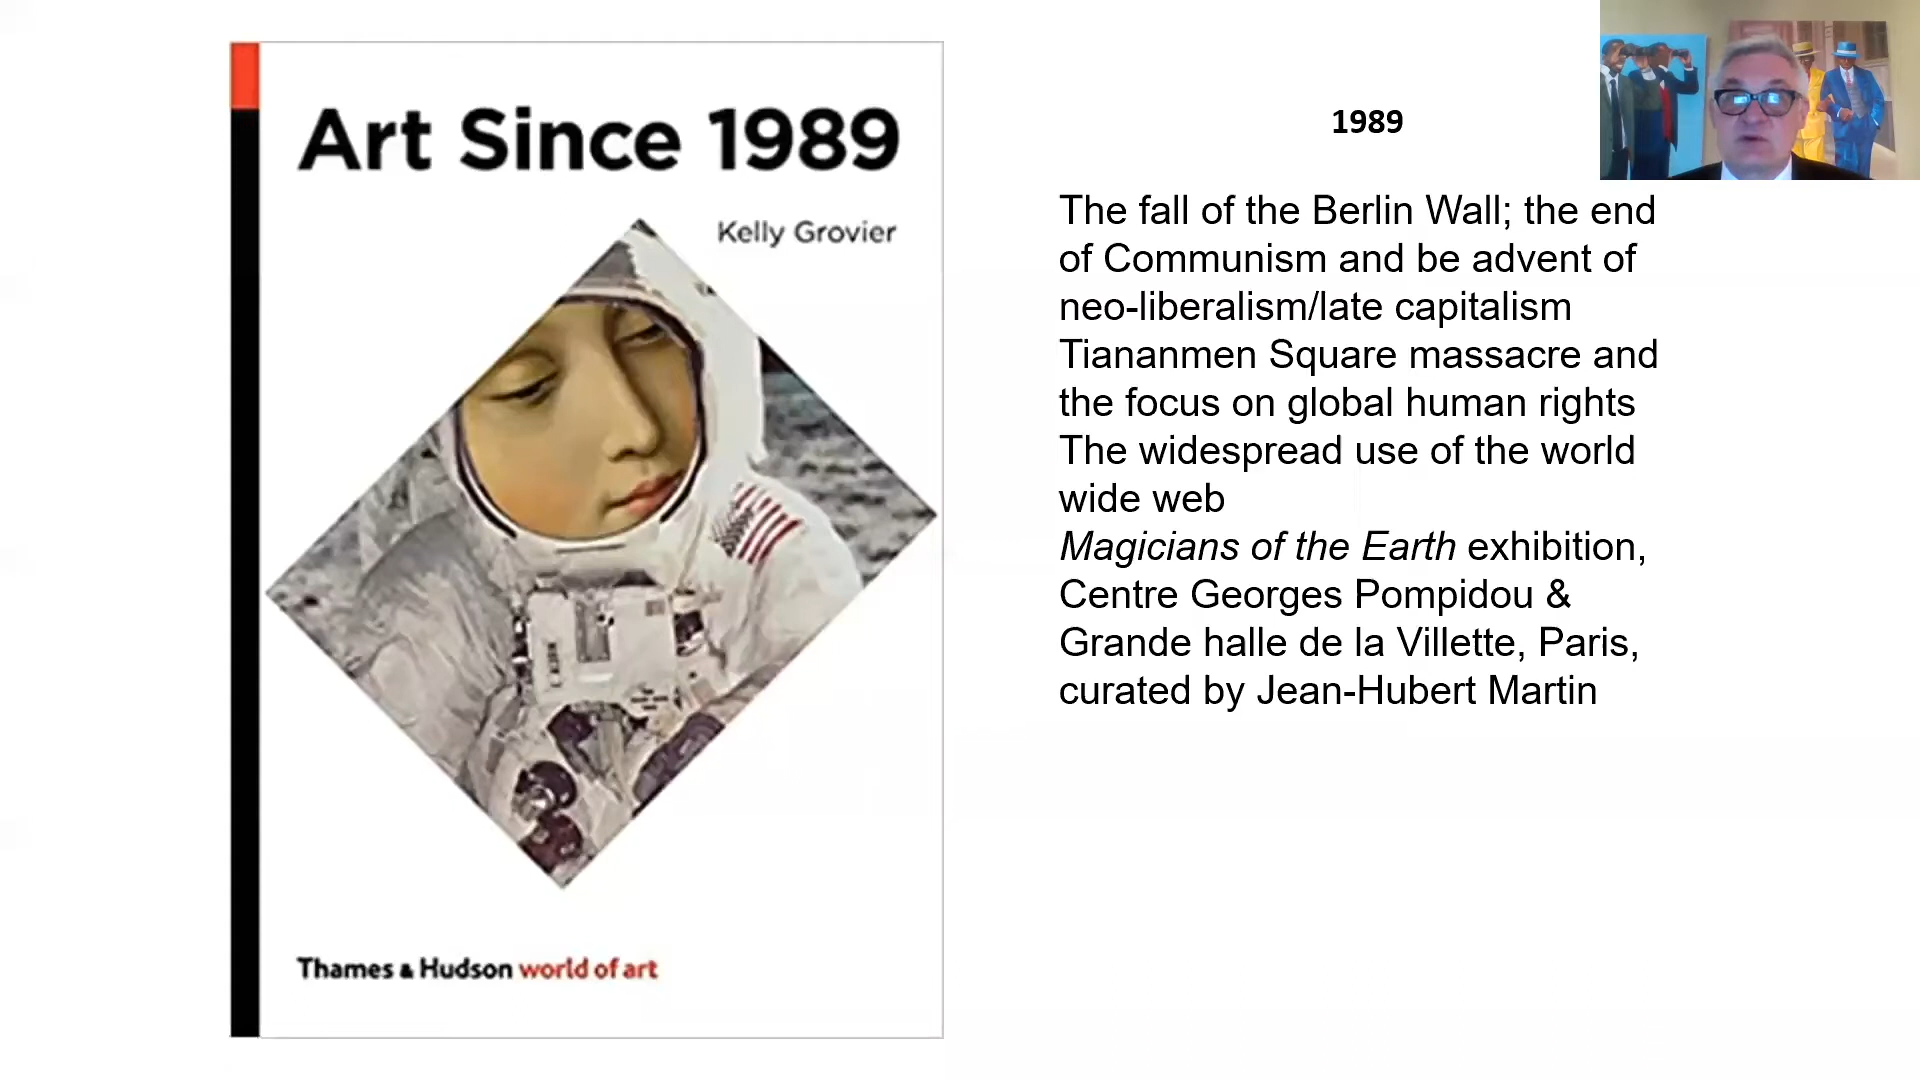 Art Since 1989
Kelly Grovier
Thames & Hudson world of art
1989
The fall of the Berlin Wall; the end
of Communism and be advent of
neo-liberalism/late capitalism
Tiananmen Square massacre and
the focus on global human rights
The widespread use of the world
wide web
Magicians of the Earth exhibition,
Centre Georges Pompidou &
Grande halle de la Villette, Paris,
curated by Jean-Hubert Martin